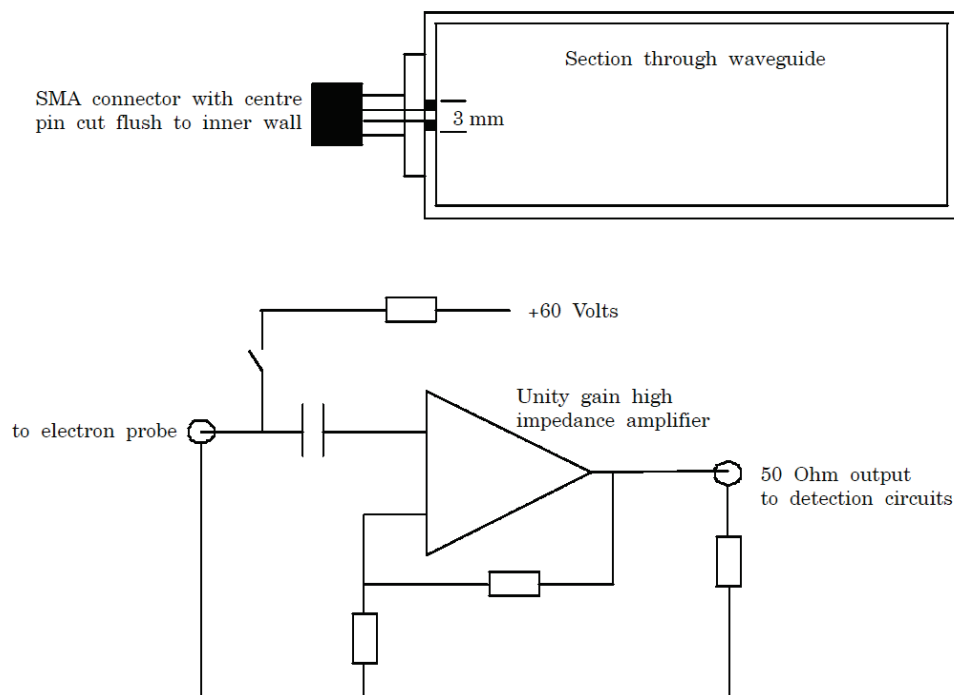 Section through waveguide
SMA connector with centre
pin cut flush to inner wall
3 mm
+60 Volts
Unity gain high
impedance amplifier
to electron probe
50 Ohm output
to detection circuits